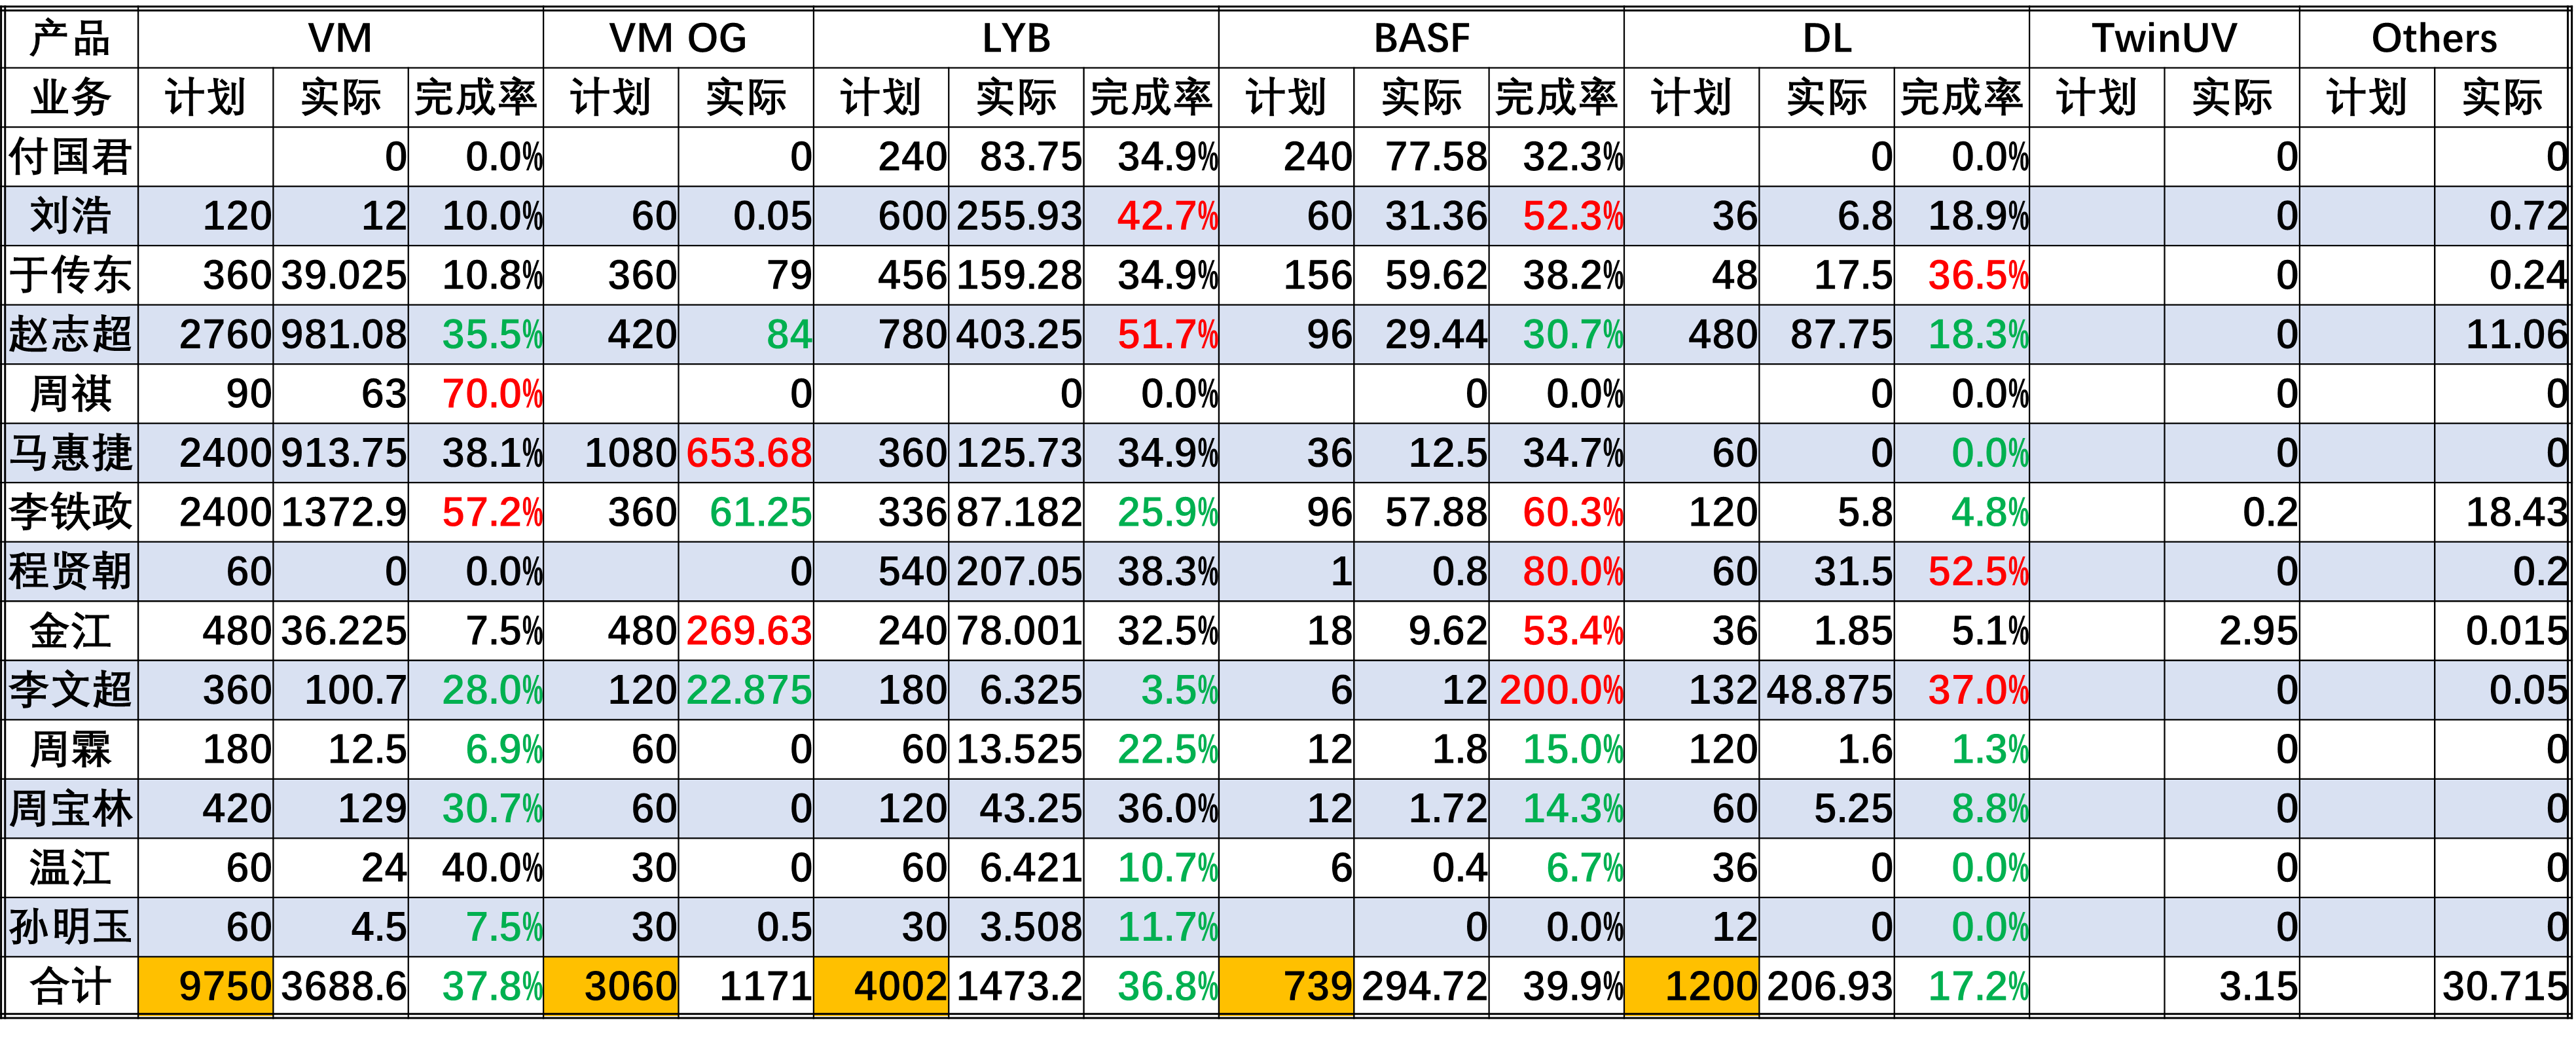 产品 VM VM OG LYB BASF DL TwinUV Others
业务 计划 实际 完成率 计划 实际 计划 实际 完成率 计划 实际 完成率 计划 实际 完成率 计划 实际 计划 实际
付国君 0 0.0% 0 240 83.75 34.9% 240 77.58 32.3% 0 0.0% 0 0
刘浩 120 12 10.0% 60 0.05 600 255.93 42.7% 60 31.36 52.3% 36 6.8 18.9% 0 0.72
于传东 360 39.025 10.8% 360 79 456 159.28 34.9% 156 59.62 38.2% 48 17.5 36.5% 0 0.24
赵志超 2760 981.08 35.5% 420 84 780 403.25 51.7% 96 29.44 30.7% 480 87.75 18.3% 0 11.06
周祺 90 63 70.0% 0 0 0.0% 0 0.0% 0 0.0% 0 0
马惠捷 2400 913.75 38.1% 1080 653.68 360 125.73 34.9% 36 12.5 34.7% 60 0 0.0% 0 0
李铁政 2400 1372.9 57.2% 360 61.25 336 87.182 25.9% 96 57.88 60.3% 120 5.8 4.8% 0.2 18.43
程贤朝 60 0 0.0% 0 540 207.05 38.3% 1 0.8 80.0% 60 31.5 52.5% 0 0.2
金江 480 36.225 7.5% 480 269.63 240 78.001 32.5% 18 9.62 53.4% 36 1.85 5.1% 2.95 0.015
李文超 360 100.7 28.0% 120 22.875 180 6.325 3.5% 6 12 200.0% 132 48.875 37.0% 0 0.05
周霖 180 12.5 6.9% 60 0 60 13.525 22.5% 12 1.8 15.0% 120 1.6 1.3% 0 0
周宝林 420 129 30.7% 60 0 120 43.25 36.0% 12 1.72 14.3% 60 5.25 8.8% 0 0
温江 60 24 40.0% 30 0 60 6.421 10.7% 6 0.4 6.7% 36 0 0.0% 0 0
孙明玉 60 4.5 7.5% 30 0.5 30 3.508 11.7% 0 0.0% 12 0 0.0% 0 0
合计 9750 3688.6 37.8% 3060 1171 4002 1473.2 36.8% 739 294.72 39.9% 1200 206.93 17.2% 3.15 30.715